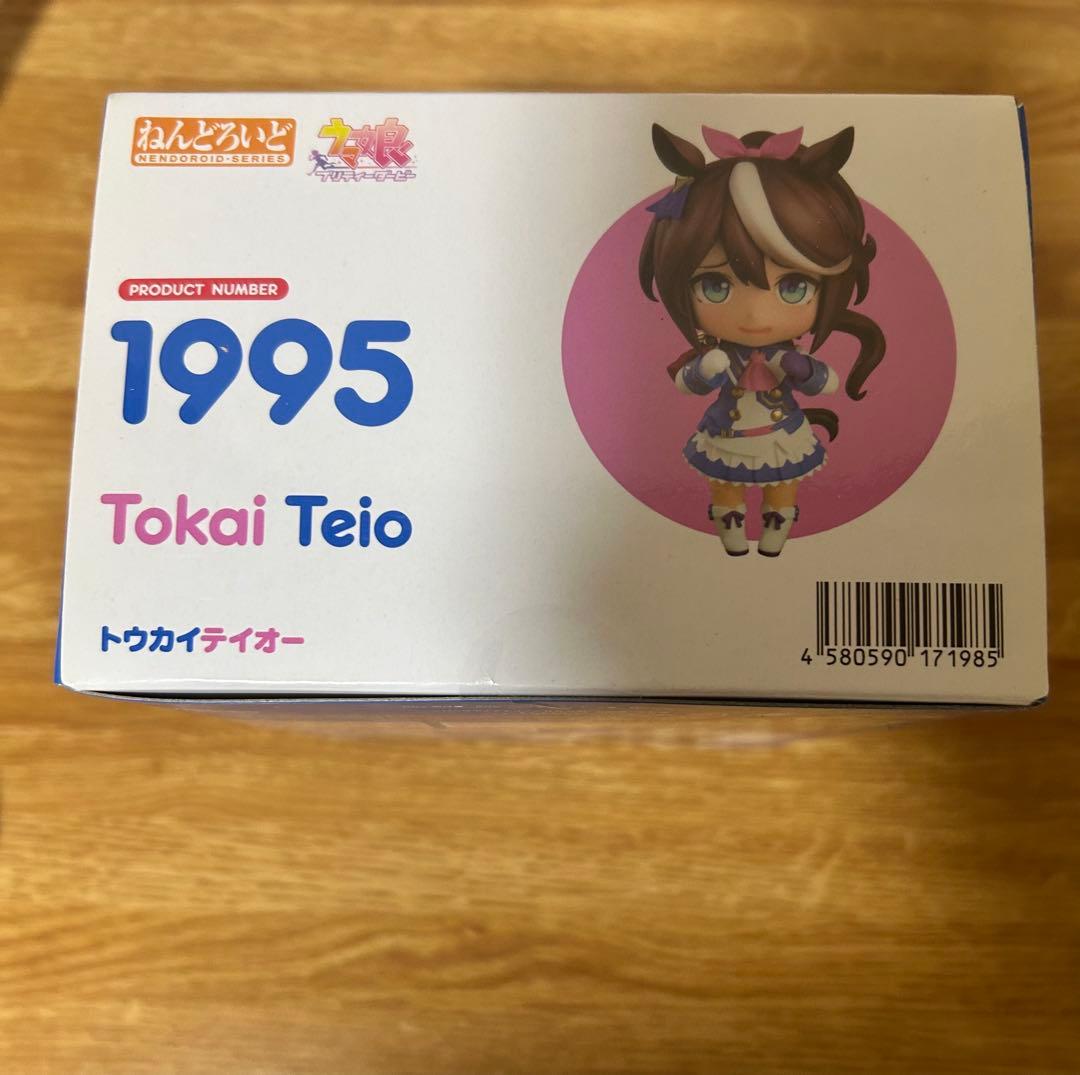 ねんどろいど
NENDOROID・SERIES
ウマ娘
プリティーダービー
PRODUCT NUMBER
1995
Tokai Teio
トウカイテイオー
4 580590 171985